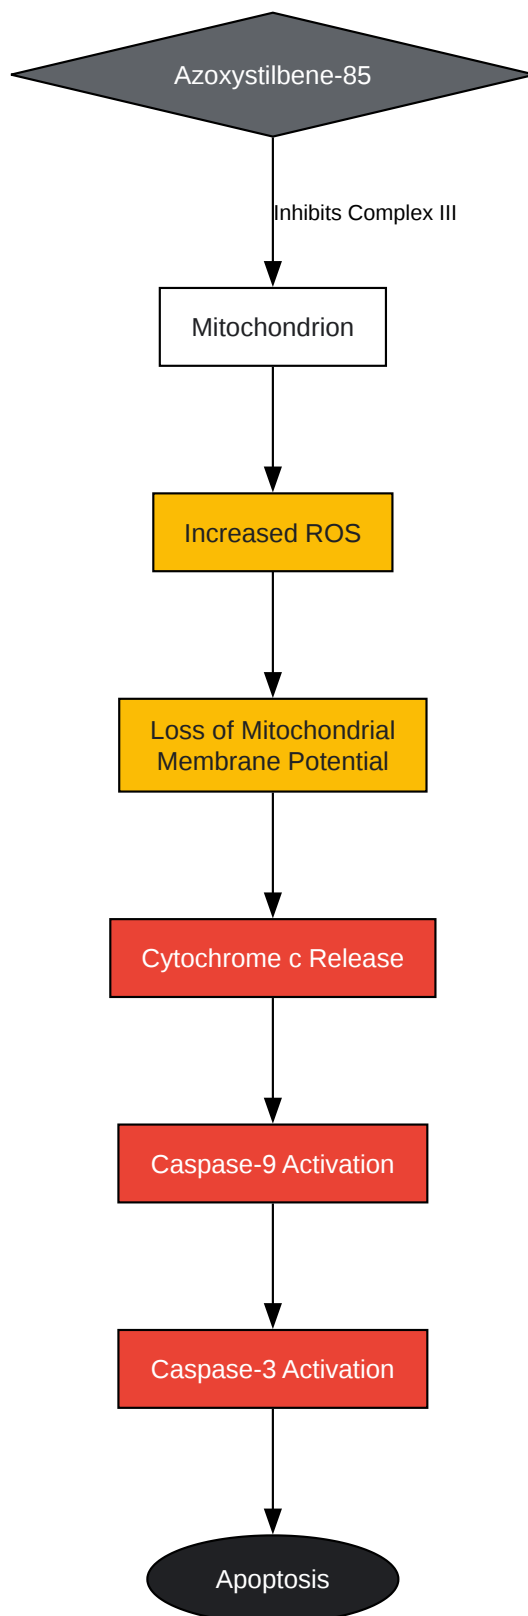 Azoxystilbene-85
Inhibits Complex III
Mitochondrion
Increased ROS
Loss of Mitochondrial
Membrane Potential
Cytochrome c Release
Caspase-9 Activation
Caspase-3 Activation
Apoptosis